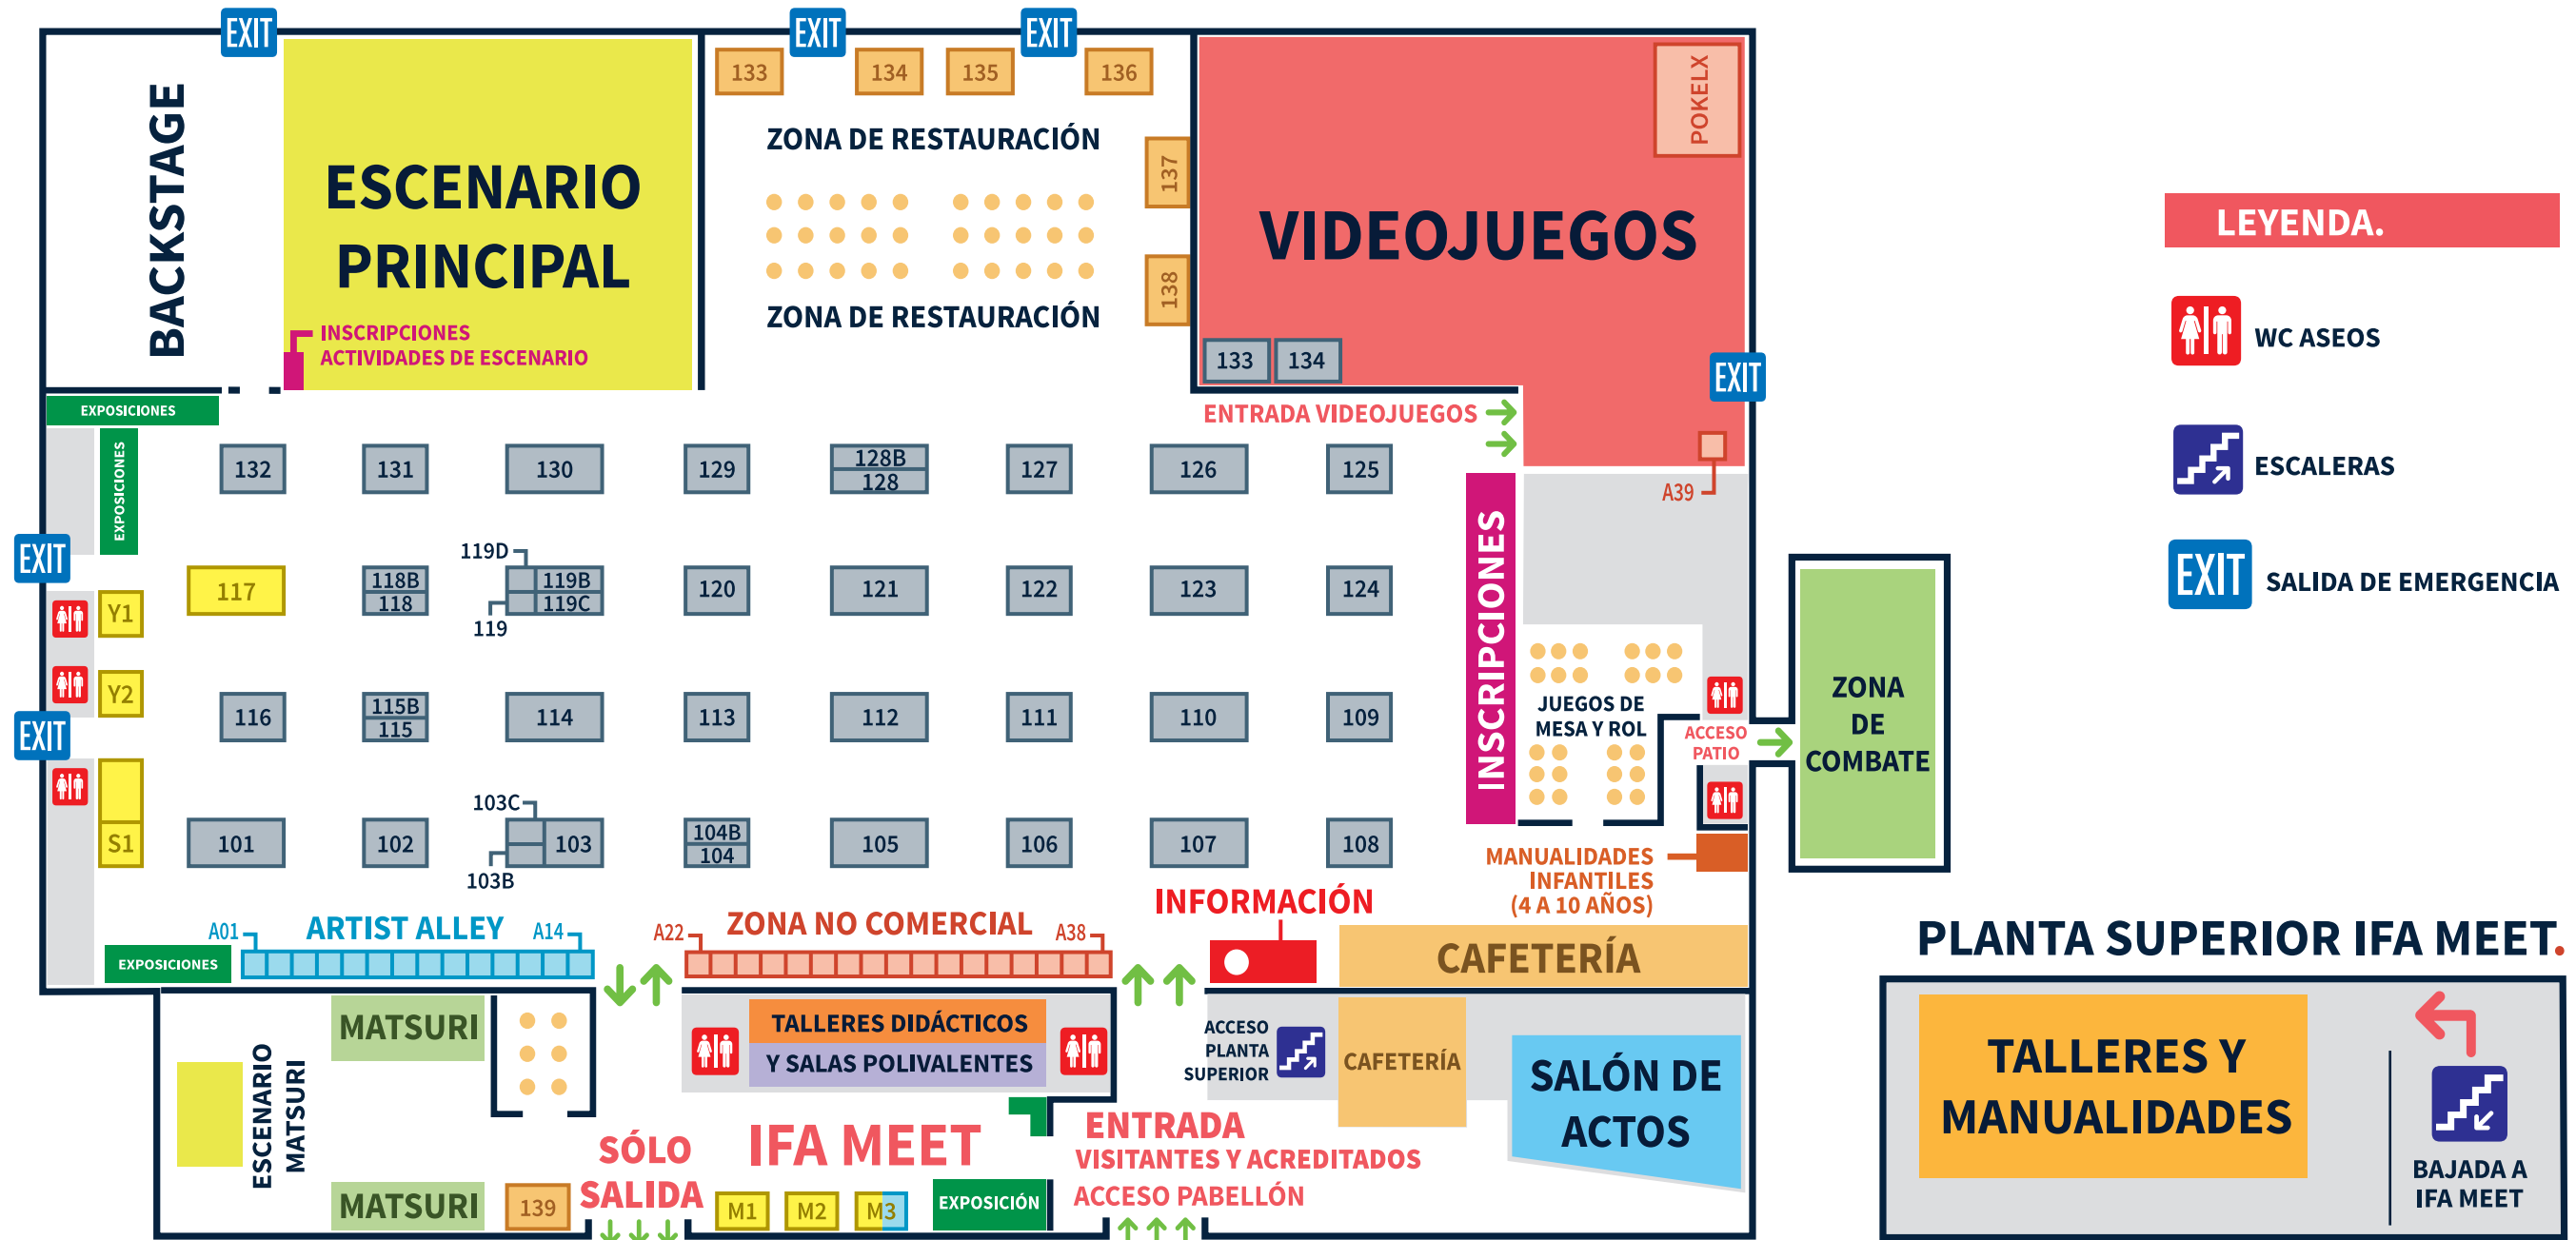 EXIT
EXIT
EXIT
BACKSTAGE
ESCENARIO
PRINCIPAL
INSCRIPCIONES
ACTIVIDADES DE ESCENARIO
133
134
135
136
ZONA DE RESTAURACIÓN
137
138
ZONA DE RESTAURACIÓN
POKELX
VIDEOJUEGOS
133
134
EXIT
ENTRADA VIDEOJUEGOS
A39
LEYENDA.
WC ASEOS
ESCALERAS
EXIT
SALIDA DE EMERGENCIA
EXPOSICIONES
EXPOSICIONES
132
131
130
129
128B
128
127
126
125
EXIT
119D
117
118B
118
119B
119C
119
120
121
122
123
124
Y1
Y2
EXIT
116
115B
115
114
113
112
111
110
109
INSCRIPCIONES
JUEGOS DE
MESA Y ROL
ACCESO
PATIO
ZONA
DE
COMBATE
S1
103C
101
102
103
103B
104B
104
105
106
107
108
MANUALIDADES
INFANTILES
(4 A 10 AÑOS)
INFORMACIÓN
A01
ARTIST ALLEY
A14
A22
ZONA NO COMERCIAL
A38
EXPOSICIONES
CAFETERÍA
MATSURI
ESCENARIO
MATSURI
MATSURI
139
TALLERES DIDÁCTICOS
Y SALAS POLIVALENTES
ACCESO
PLANTA
SUPERIOR
CAFETERÍA
SALÓN DE
ACTOS
SÓLO
SALIDA
IFA MEET
M1
M2
M3
EXPOSICIÓN
ENTRADA
VISITANTES Y ACREDITADOS
ACCESO PABELLÓN
PLANTA SUPERIOR IFA MEET.
TALLERES Y
MANUALIDADES
BAJADA A
IFA MEET